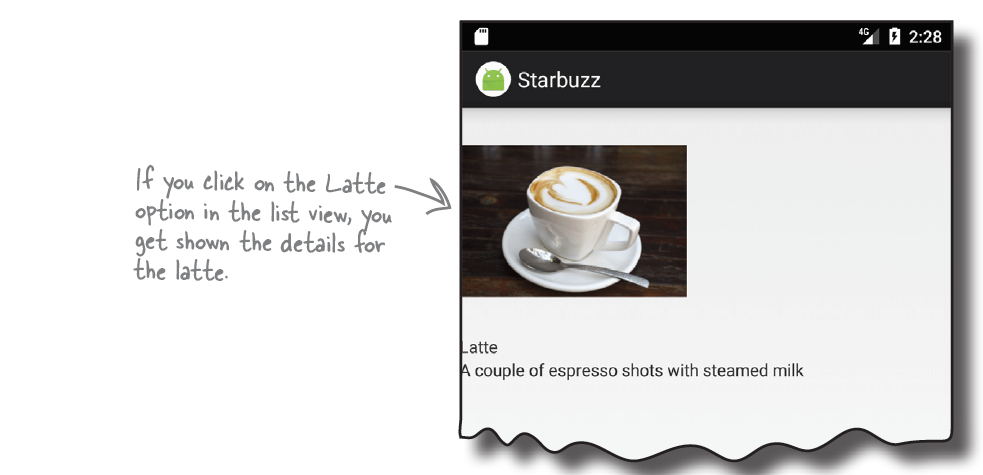 4G 2:28
Starbuzz
If you click on the Latte
option in the list view, you
get shown the details for
the latte.
Latte
A couple of espresso shots with steamed milk